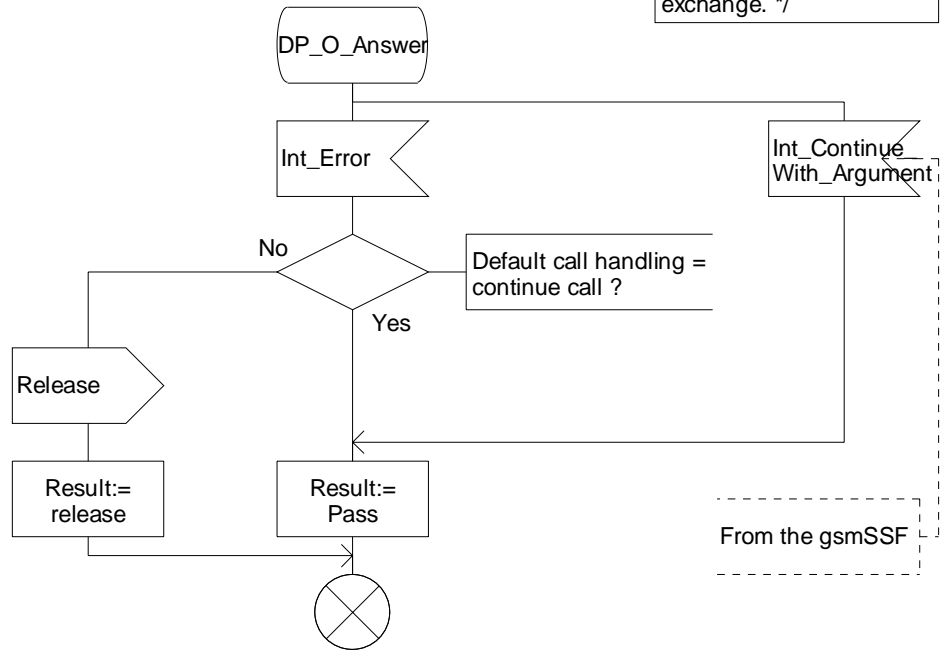 exchange. */
DP_O_Answer
Int_Error
Int_Continue_
With_Argument
No
Default call handling =
continue call ?
Yes
Release
Result:=
release
Result:=
Pass
From the gsmSSF